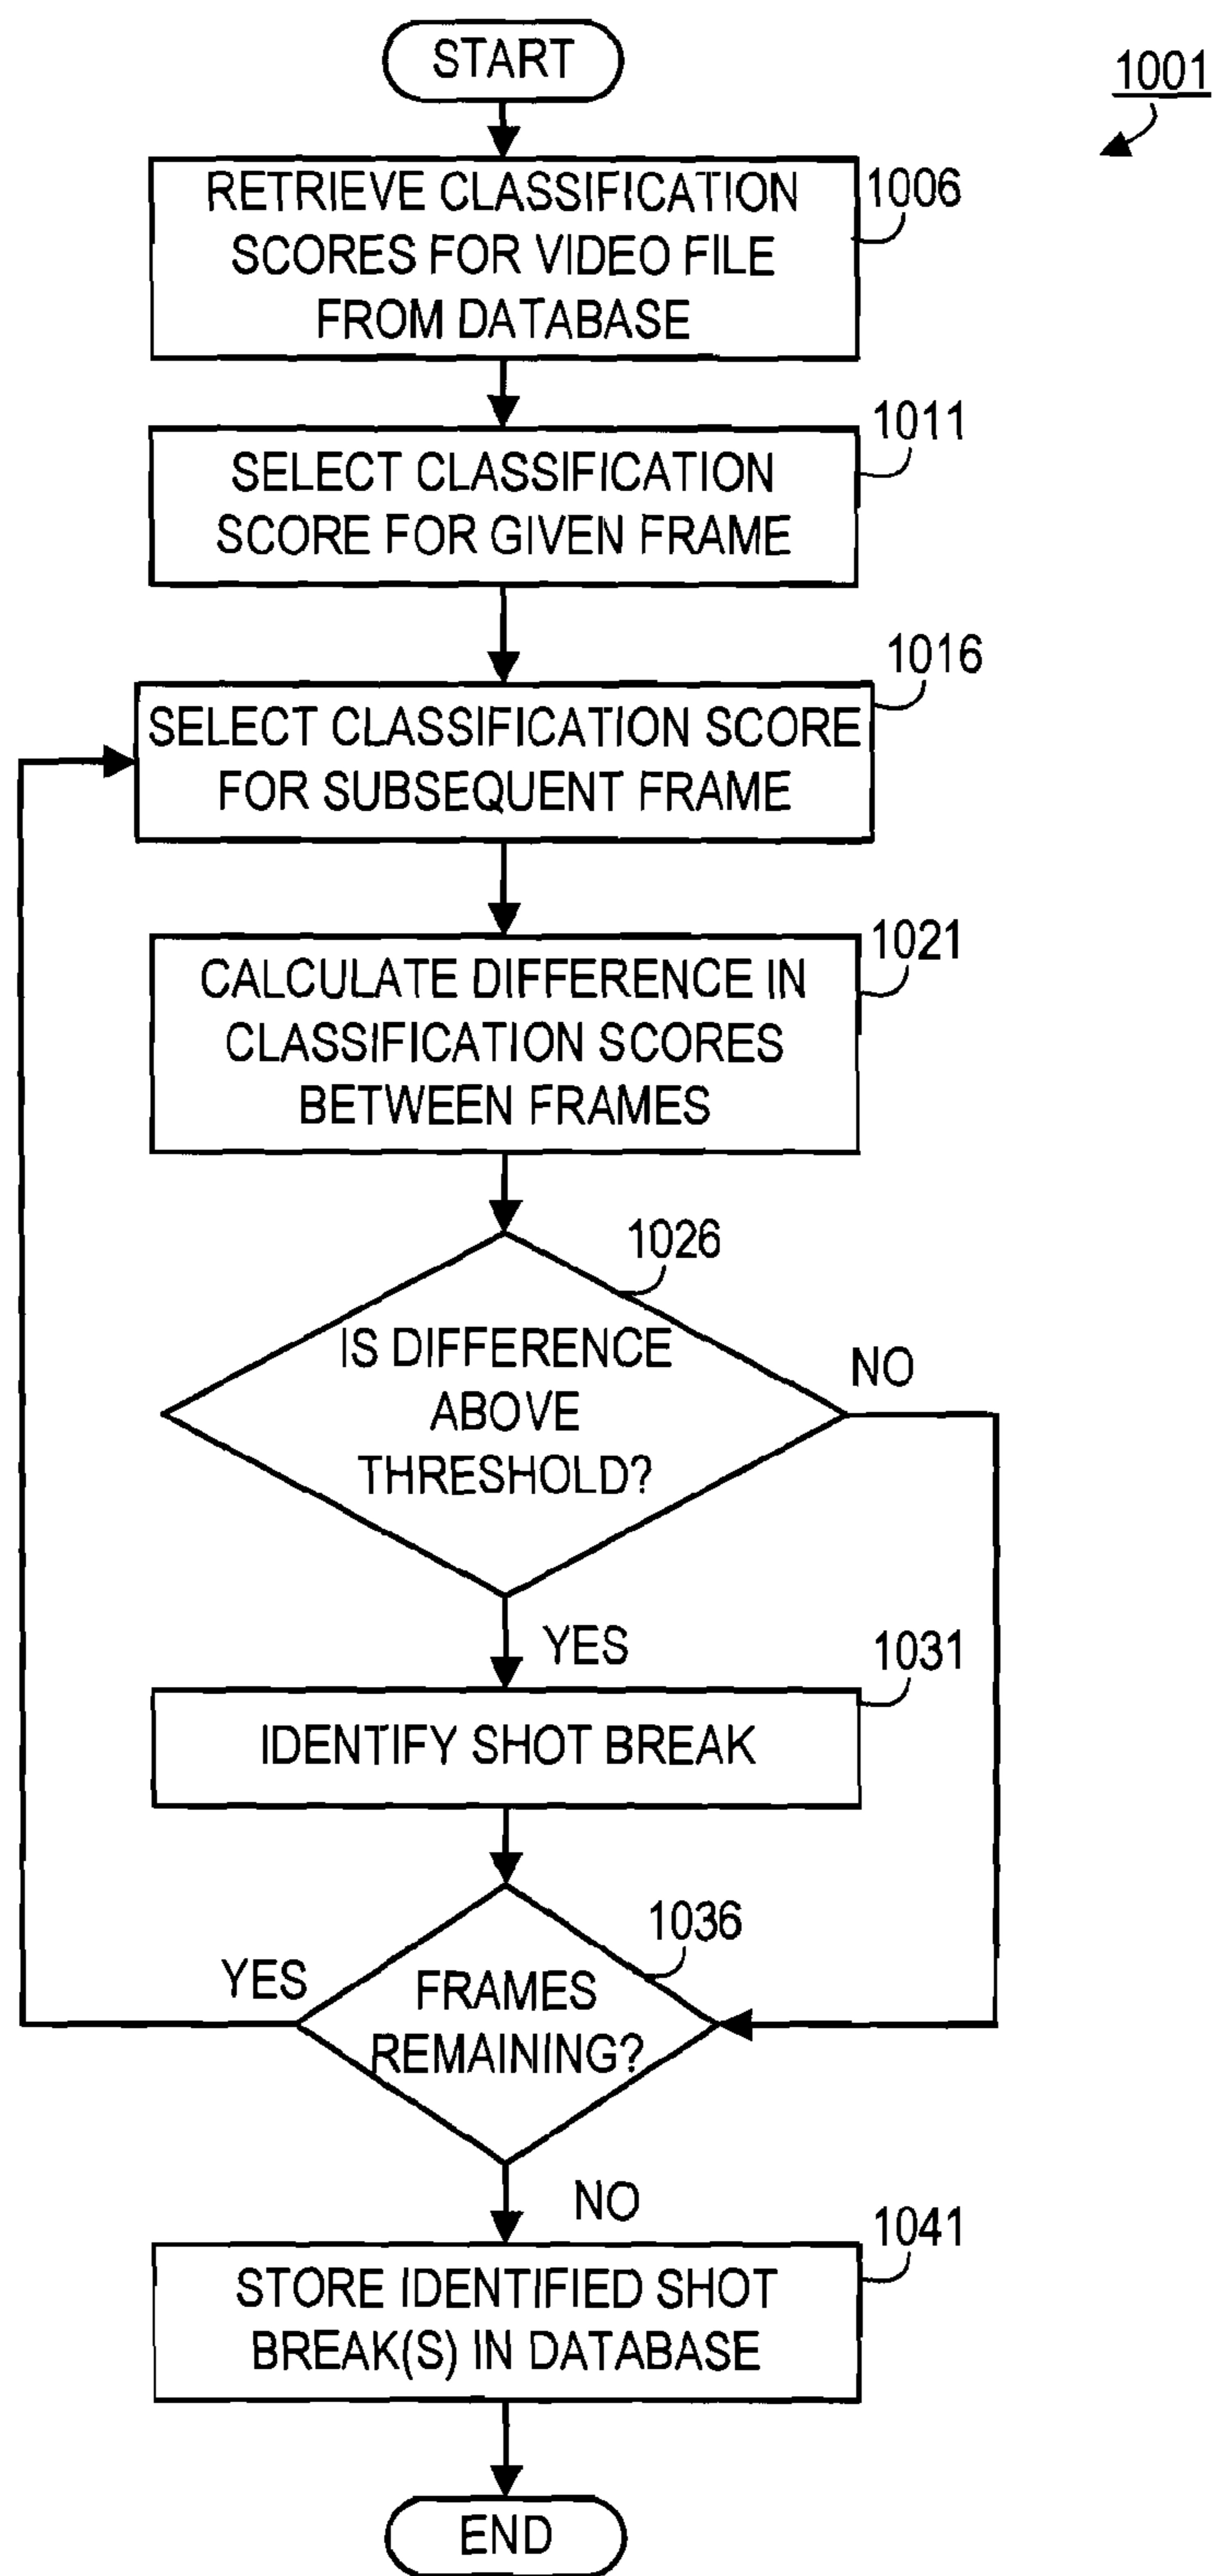 START
1001
RETRIEVE CLASSIFICATION
SCORES FOR VIDEO FILE
FROM DATABASE
1006
SELECT CLASSIFICATION
SCORE FOR GIVEN FRAME
1011
SELECT CLASSIFICATION SCORE
FOR SUBSEQUENT FRAME
1016
CALCULATE DIFFERENCE IN
CLASSIFICATION SCORES
BETWEEN FRAMES
1021
IS DIFFERENCE
ABOVE
THRESHOLD?
1026
NO
YES
IDENTIFY SHOT BREAK
1031
FRAMES
REMAINING?
1036
YES
NO
STORE IDENTIFIED SHOT
BREAK(S) IN DATABASE
1041
END